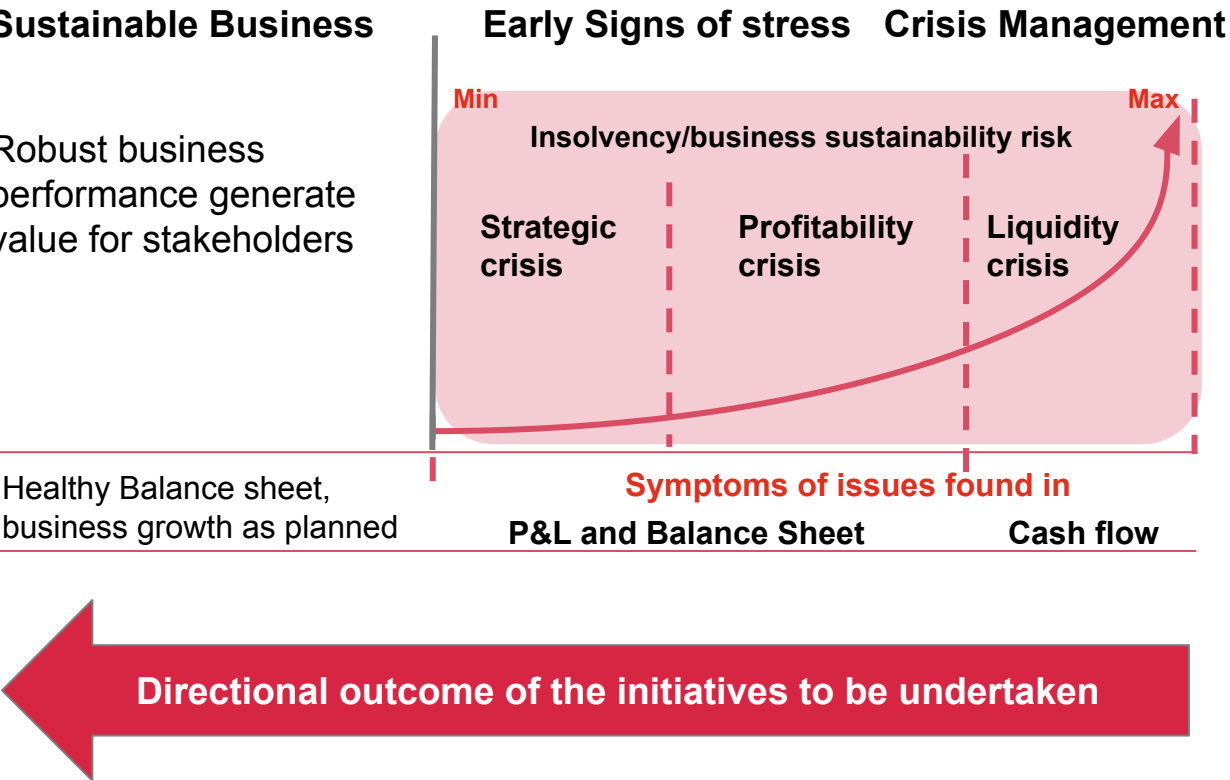 Sustainable Business
Early Signs of stress
Crisis Management
Min
Max
Insolvency/business sustainability risk
Robust business
performance generate
value for stakeholders
Strategic
crisis
Profitability
crisis
Liquidity
crisis
Healthy Balance sheet,
business growth as planned
Symptoms of issues found in
P&L and Balance Sheet
Cash flow
Directional outcome of the initiatives to be undertaken